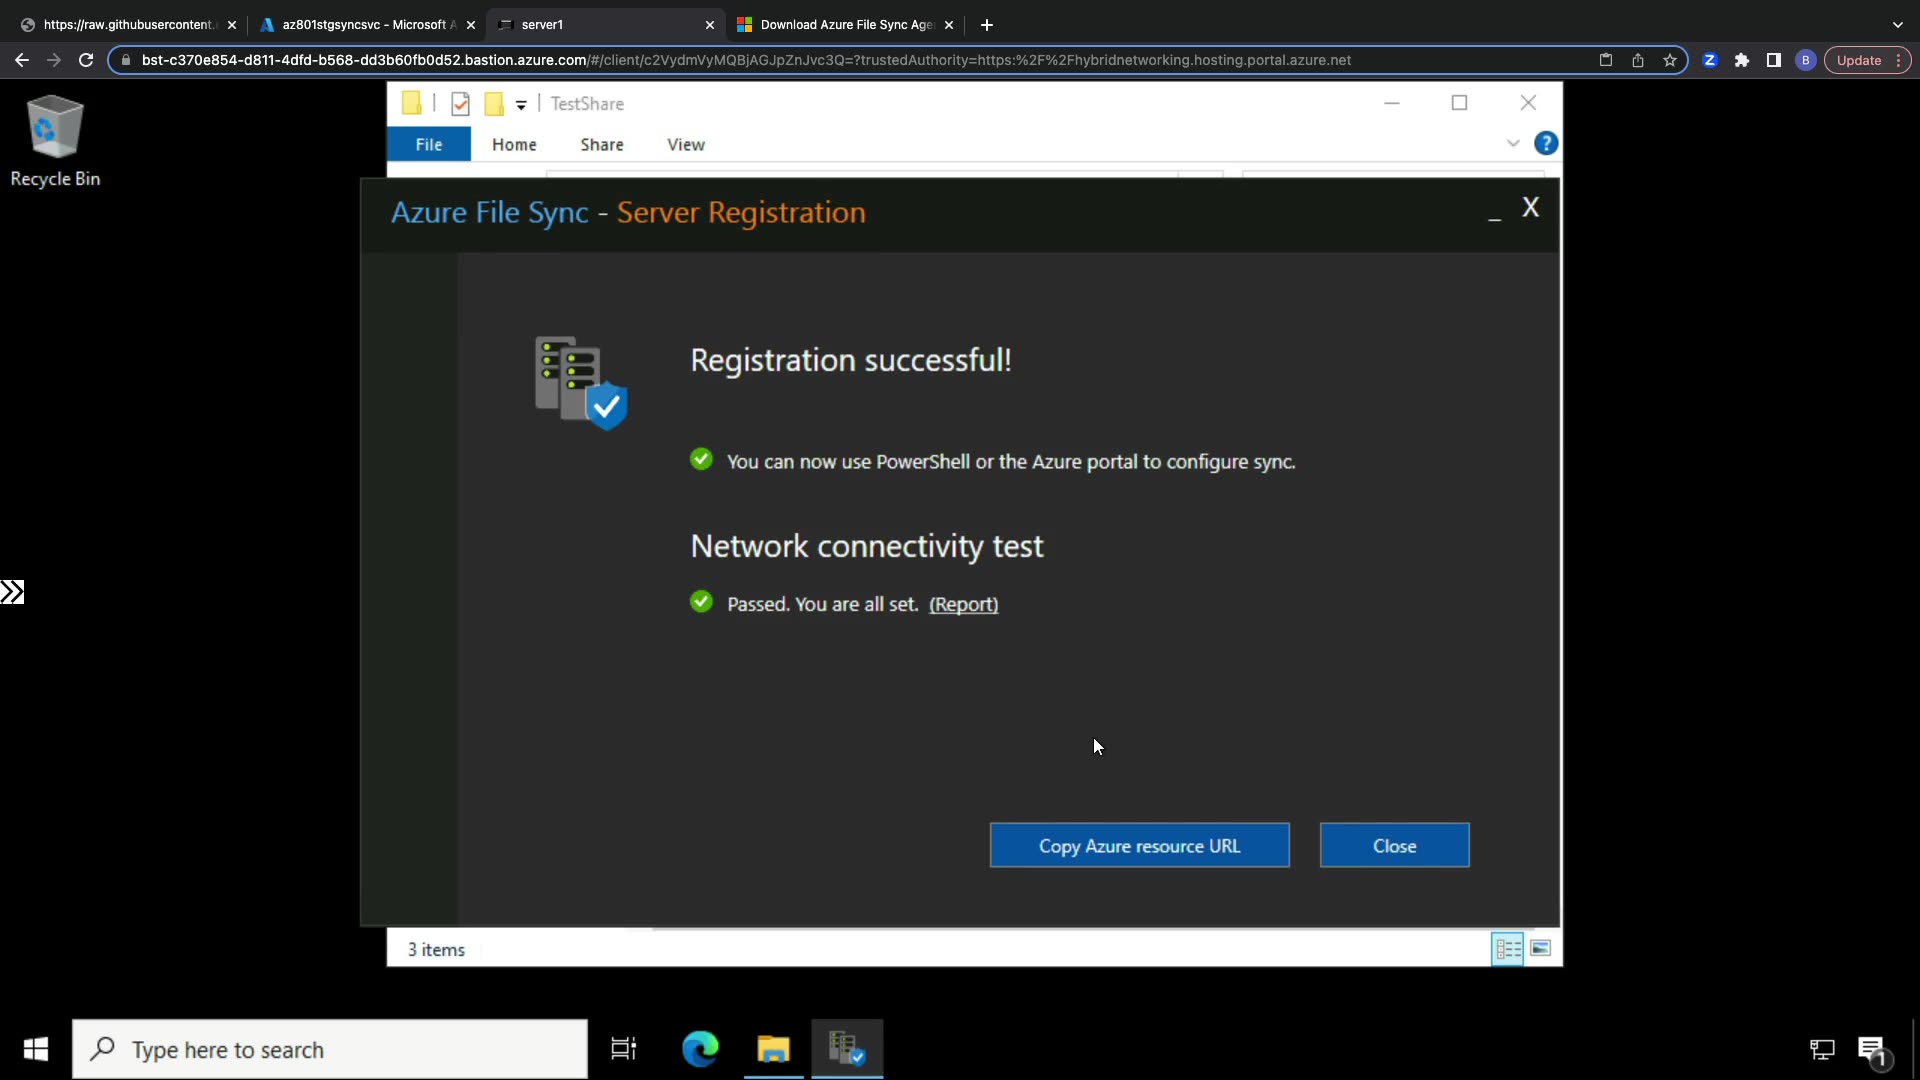 https://raw.githubusercontent.
az801stgsyncsvc - Microsoft A
server1
Download Azure File Sync Age
bst-c370e854-d811-4dfd-b568-dd3b60fb0d52.bastion.azure.com/#/client/c2VydmVyMQBjAGJpZnJvc3Q=?trustedAuthority=https:%2F%2Fhybridnetworking.hosting.portal.azure.net
Z
B
Update
Recycle Bin
TestShare
File
Home
Share
View
?
Azure File Sync - Server Registration
_ X
Registration successful!
You can now use PowerShell or the Azure portal to configure sync.
Network connectivity test
Passed. You are all set. (Report)
Copy Azure resource URL
Close
3 items
Type here to search
1